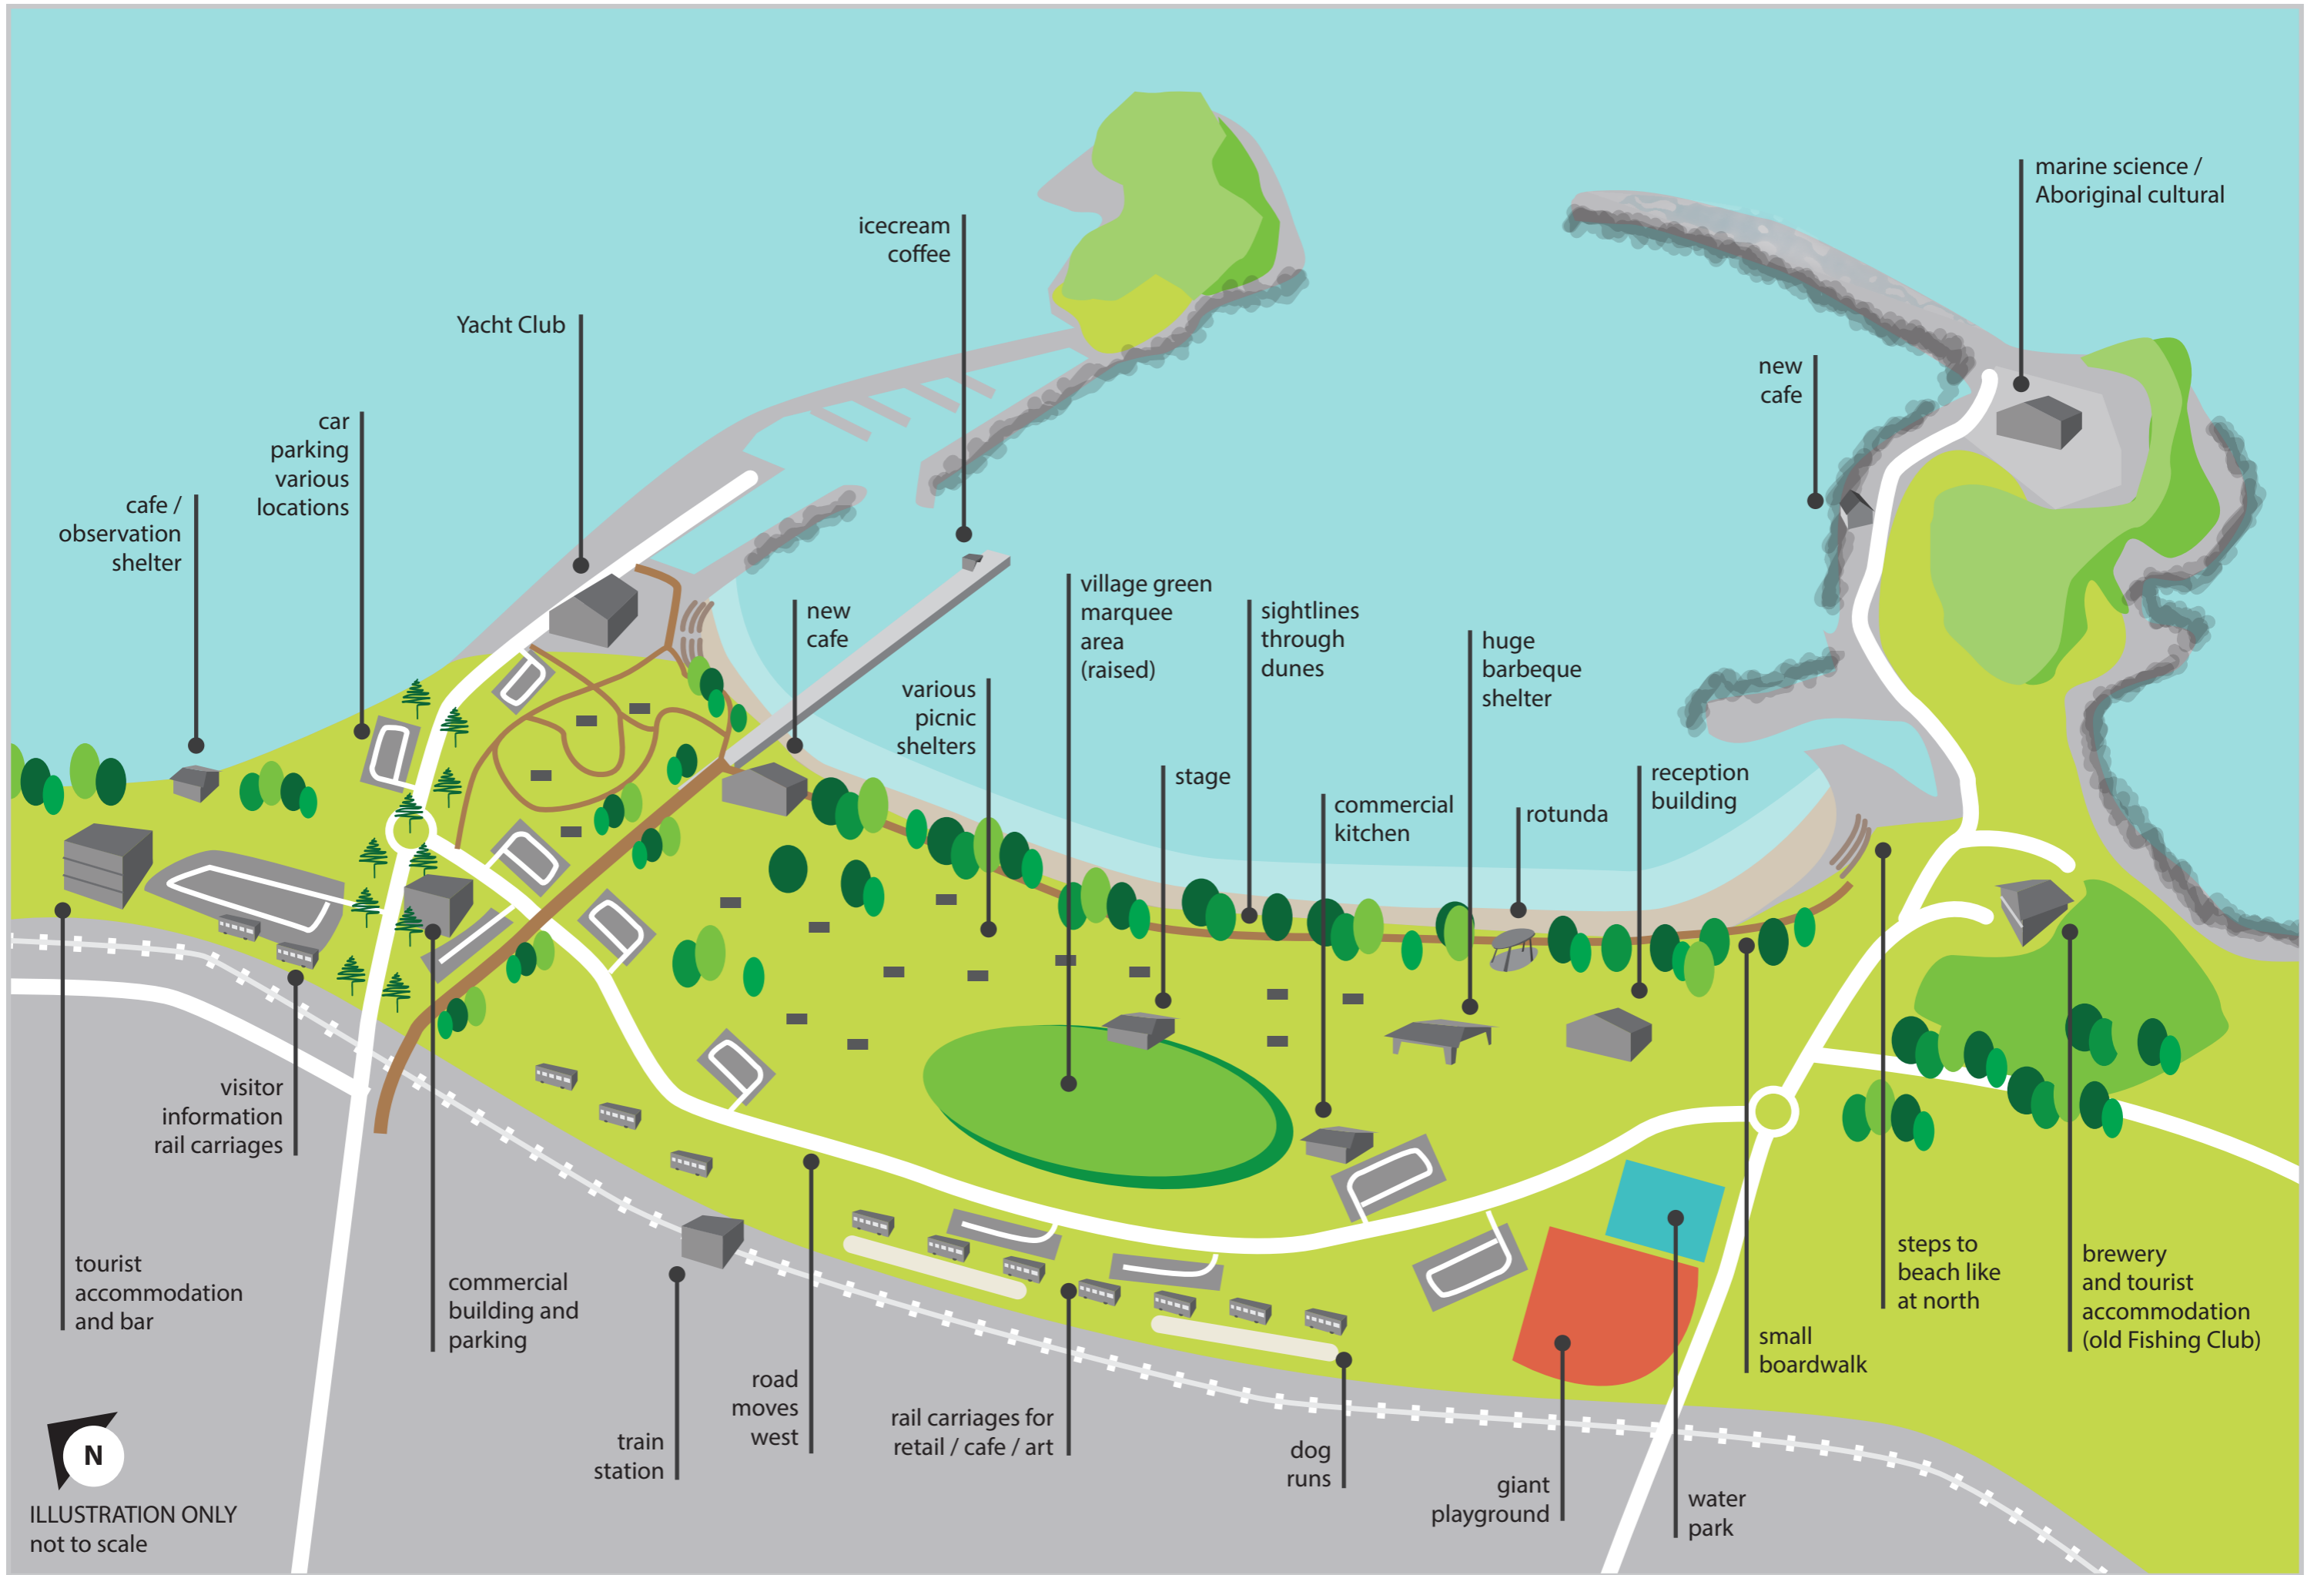 marine science /
Aboriginal cultural
icecream
coffee
Yacht Club
new
cafe
car
parking
various
locations
cafe /
observation
shelter
village green
marquee
area
(raised)
new
cafe
sightlines
through
dunes
huge
barbeque
shelter
various
picnic
shelters
stage
reception
building
commercial
kitchen
rotunda
visitor
information
rail carriages
tourist
accommodation
and bar
commercial
building and
parking
road
moves
west
train
station
rail carriages for
retail / cafe / art
dog
runs
giant
playground
water
park
small
boardwalk
steps to
beach like
at north
brewery
and tourist
accommodation
(old Fishing Club)
N
ILLUSTRATION ONLY
not to scale